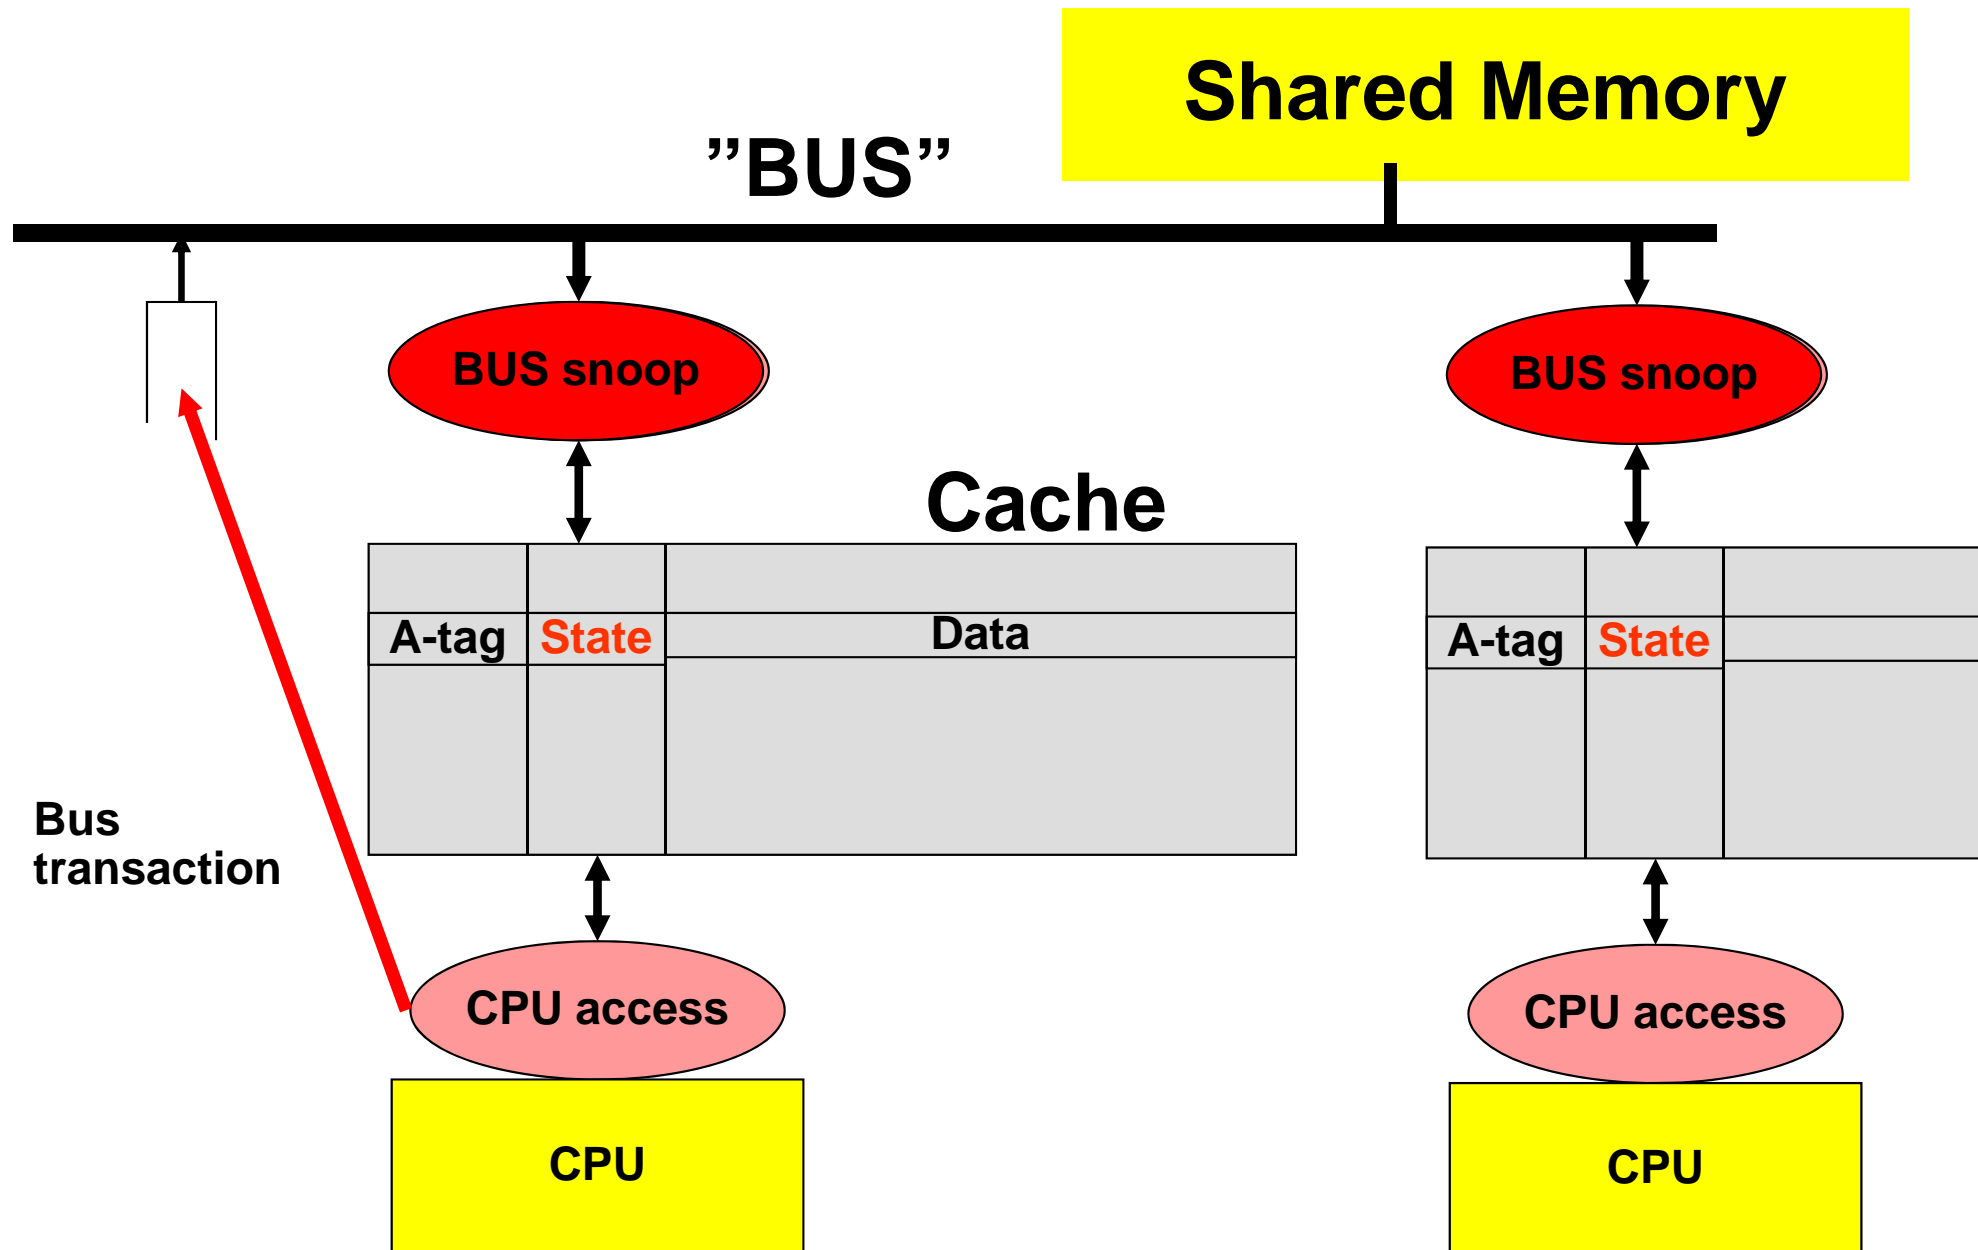 Shared Memory
”BUS”
BUS snoop
BUS snoop
Cache
A-tag State Data
A-tag State
Bus
transaction
CPU access
CPU access
CPU
CPU